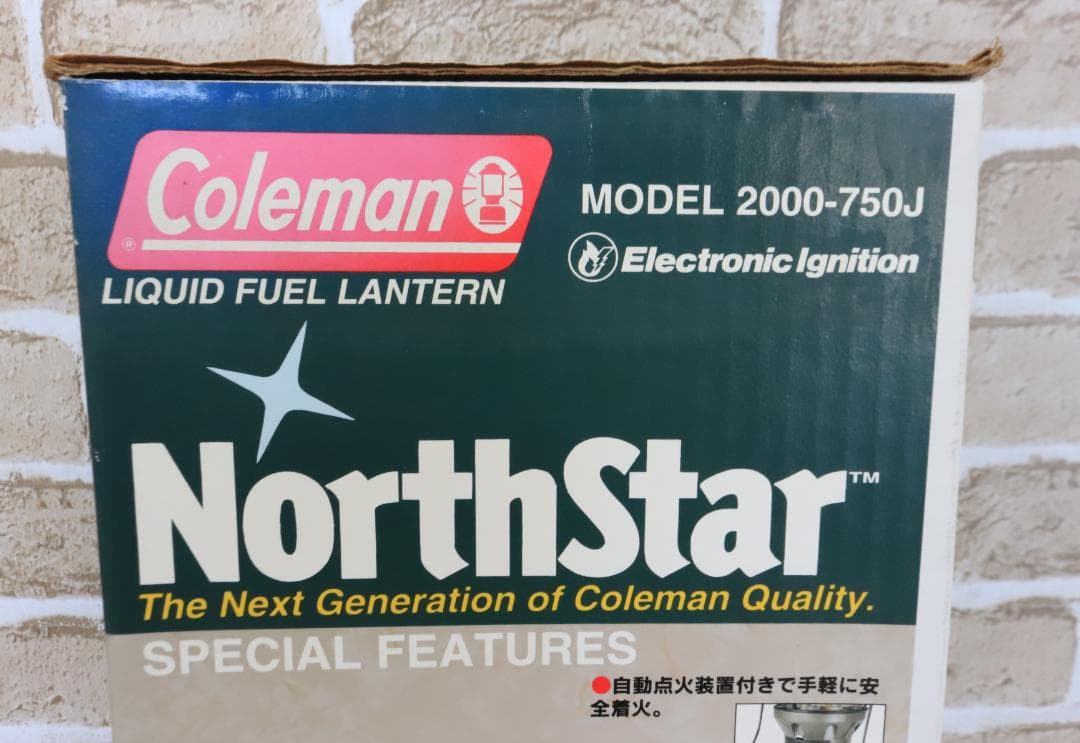 Coleman
®
LIQUID FUEL LANTERN
MODEL 2000-750J
Electronic Ignition
NorthStar™
The Next Generation of Coleman Quality.
SPECIAL FEATURES
●自動点火装置付きで手軽に安
全着火。